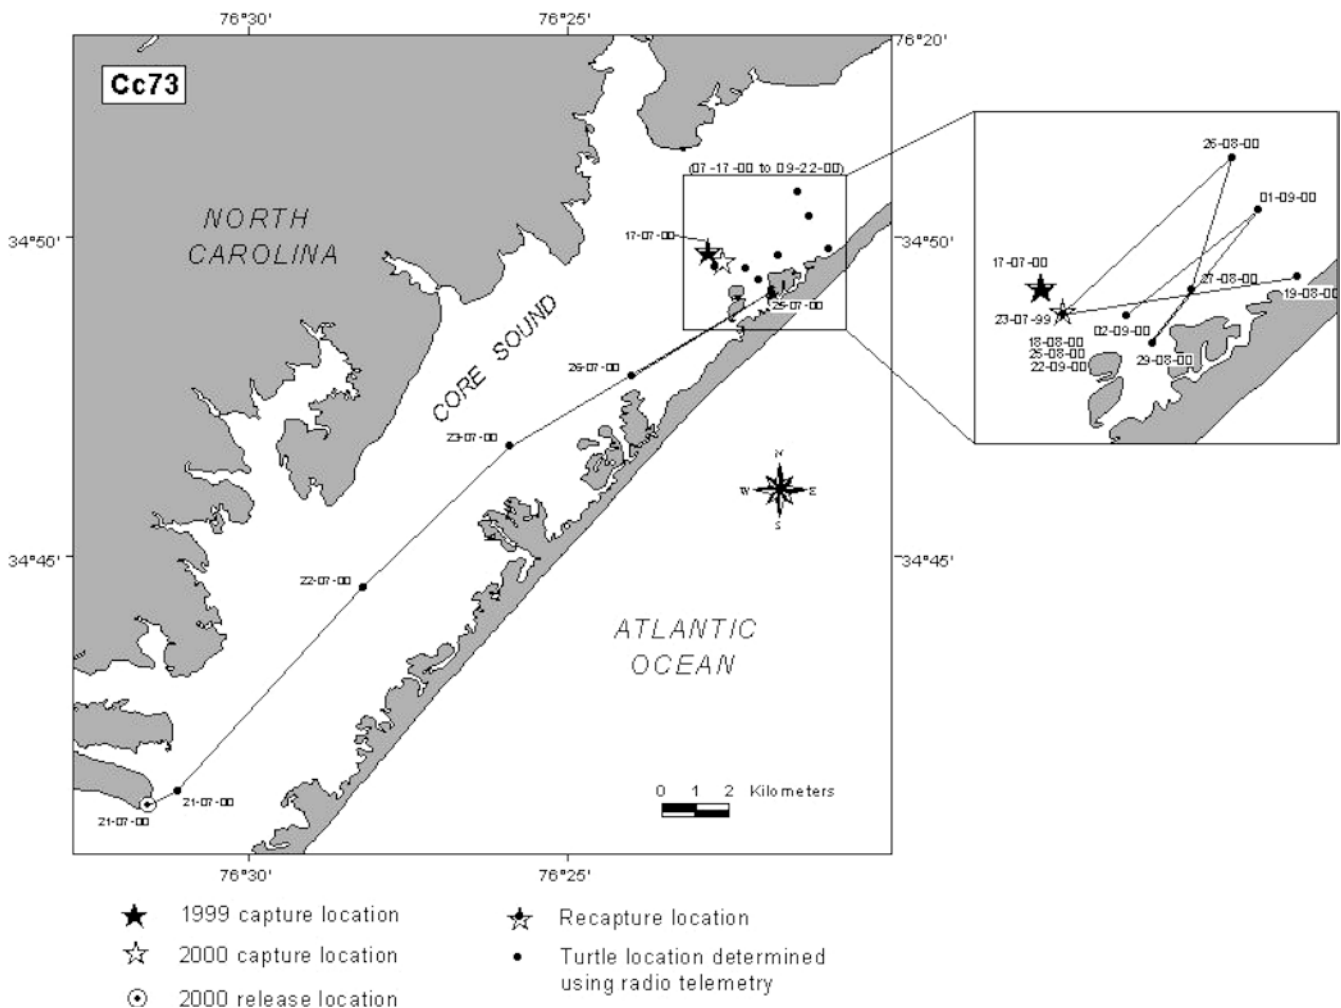 76°30'
76°25'
76°20'
Cc73
NORTH
CAROLINA
34°50'
(07-17-00 to 09-22-00)
17-07-00
34°50'
25-07-00
CORE SOUND
26-07-00
23-07-00
N
W
E
S
34°45'
22-07-00
34°45'
ATLANTIC
OCEAN
21-07-00
21-07-00
0 1 2 Kilometers
76°30'
76°25'
26-08-00
01-09-00
17-07-00
27-08-00
19-08-00
23-07-99
02-09-00
18-08-00
25-08-00
22-09-00
29-08-00
1999 capture location
2000 capture location
2000 release location
Recapture location
Turtle location determined
using radio telemetry